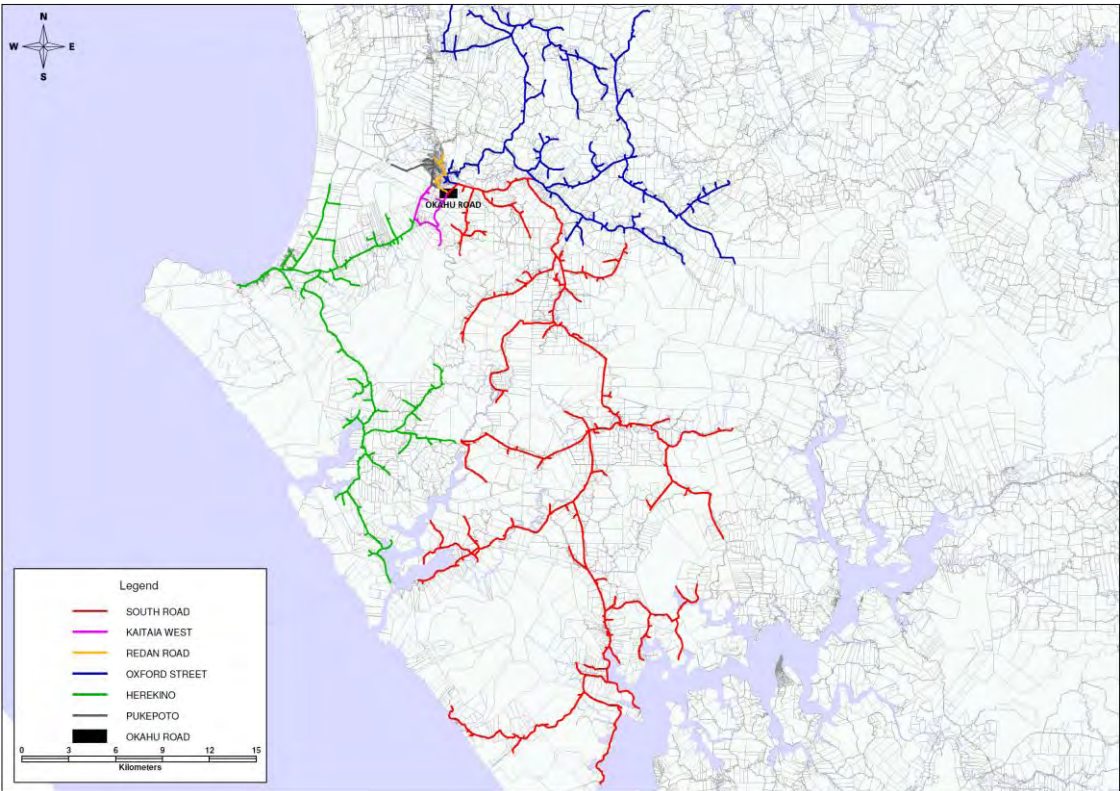 N
W E
S
OKAHU ROAD
Legend
SOUTH ROAD
KAITAIA WEST
REDAN ROAD
OXFORD STREET
HEREKINO
PUKEPOTO
OKAHU ROAD
0 3 6 9 12 15
Kilometers